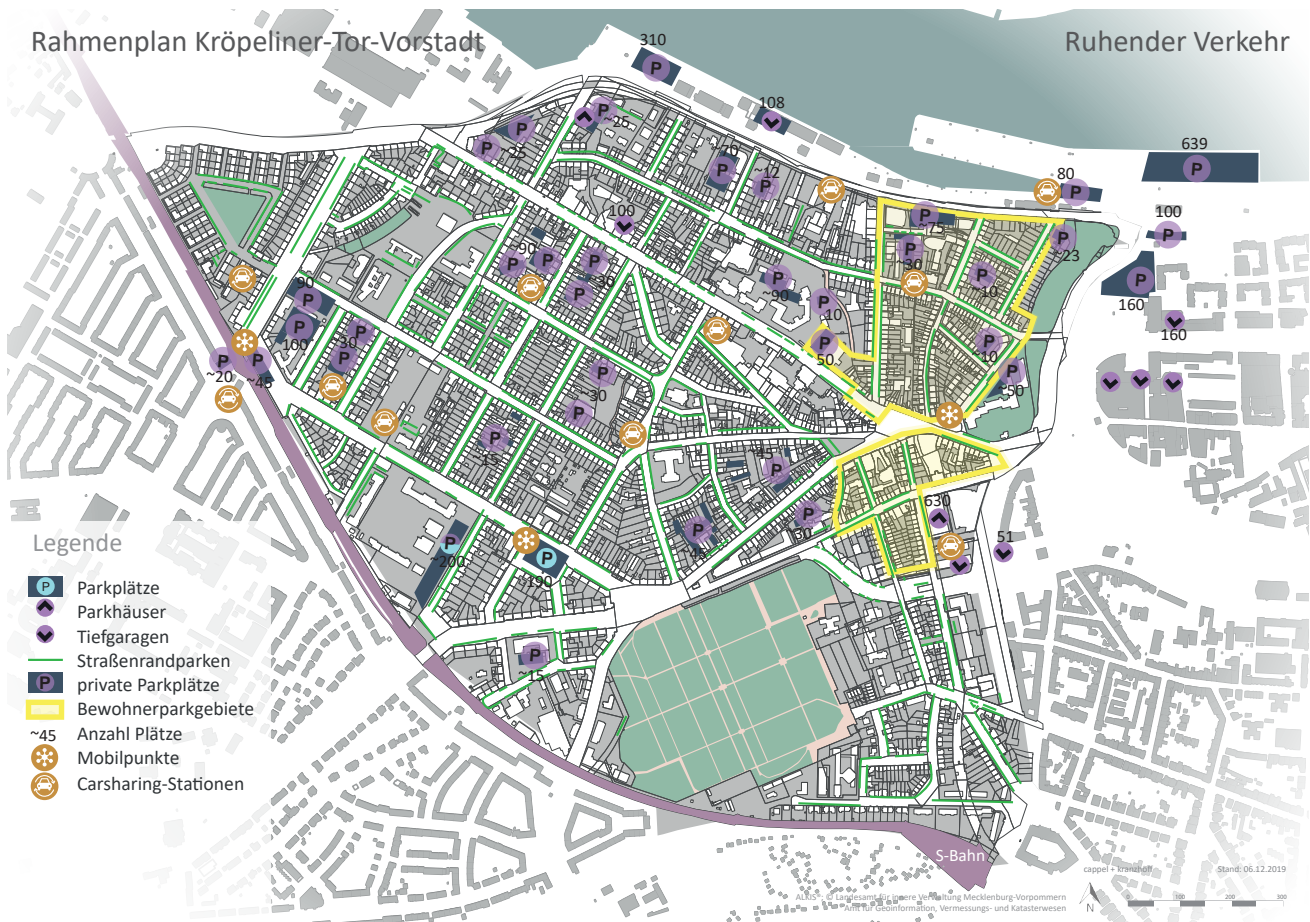 Rahmenplan Kröpeliner-Tor-Vorstadt
Ruhender Verkehr
310
108
639
80
100
160
160
~25
~35
~70
~12
100
~75
~30
~23
~10
~90
~30
~90
10
50
~10
~50
90
100
~30
~20
~45
~30
15
45
~45
30
630
51
~200
~190
~15
Legende
P Parkplätze
Parkhäuser
Tiefgaragen
Straßenrandparken
P private Parkplätze
Bewohnerparkgebiete
~45 Anzahl Plätze
Mobilpunkte
Carsharing-Stationen
S-Bahn
cappel + kranzhoff
Stand: 06.12.2019
ALKIS®: © Landesamt für innere Verwaltung Mecklenburg-Vorpommern
Amt für Geoinformation, Vermessungs- und Katasterwesen
N
0 100 200 300